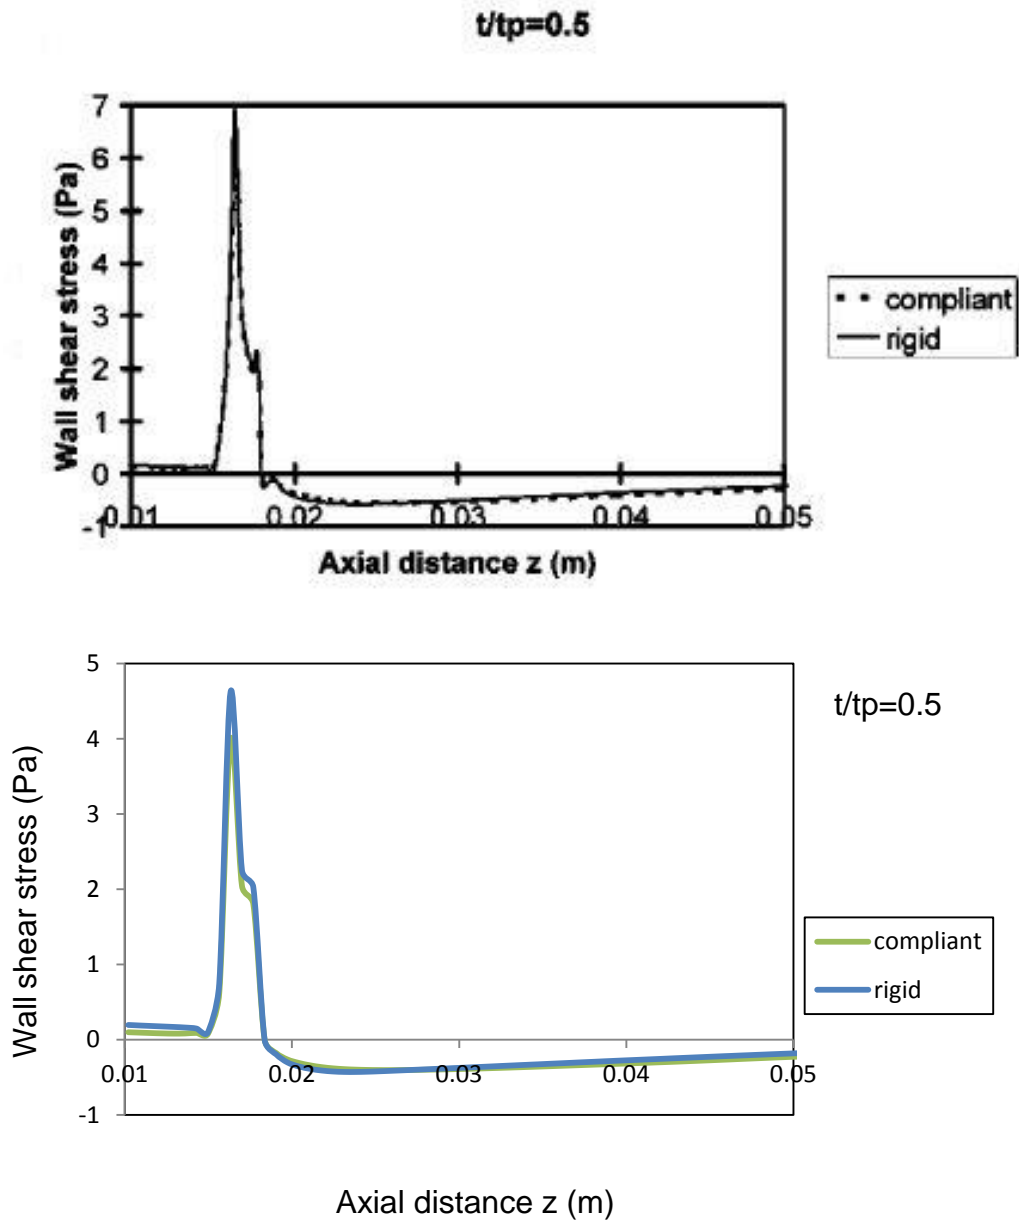 t/tp=0.5
7
6
5
4
3
2
1
0
-1
Wall shear stress (Pa)
0.01 0.02 0.03 0.04 0.05
Axial distance z (m)
compliant
rigid
5
4
3
2
1
0
-1
Wall shear stress (Pa)
0.01 0.02 0.03 0.04 0.05
Axial distance z (m)
t/tp=0.5
compliant
rigid